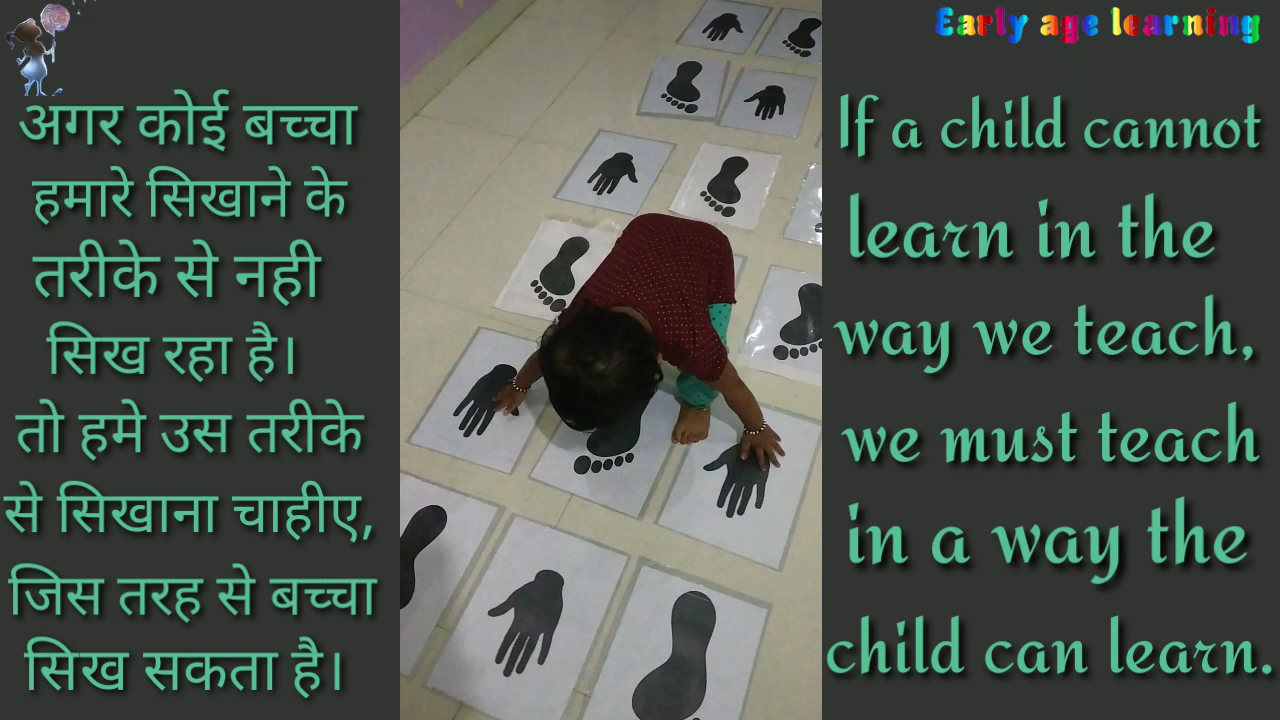 अगर कोई बच्चा
हमारे सिखाने के
तरीके से नही
सिख रहा है।
तो हमे उस तरीके
से सिखाना चाहीए,
जिस तरह से बच्चा
सिख सकता है।
Early age learning
If a child cannot
learn in the
way we teach,
we must teach
in a way the
child can learn.